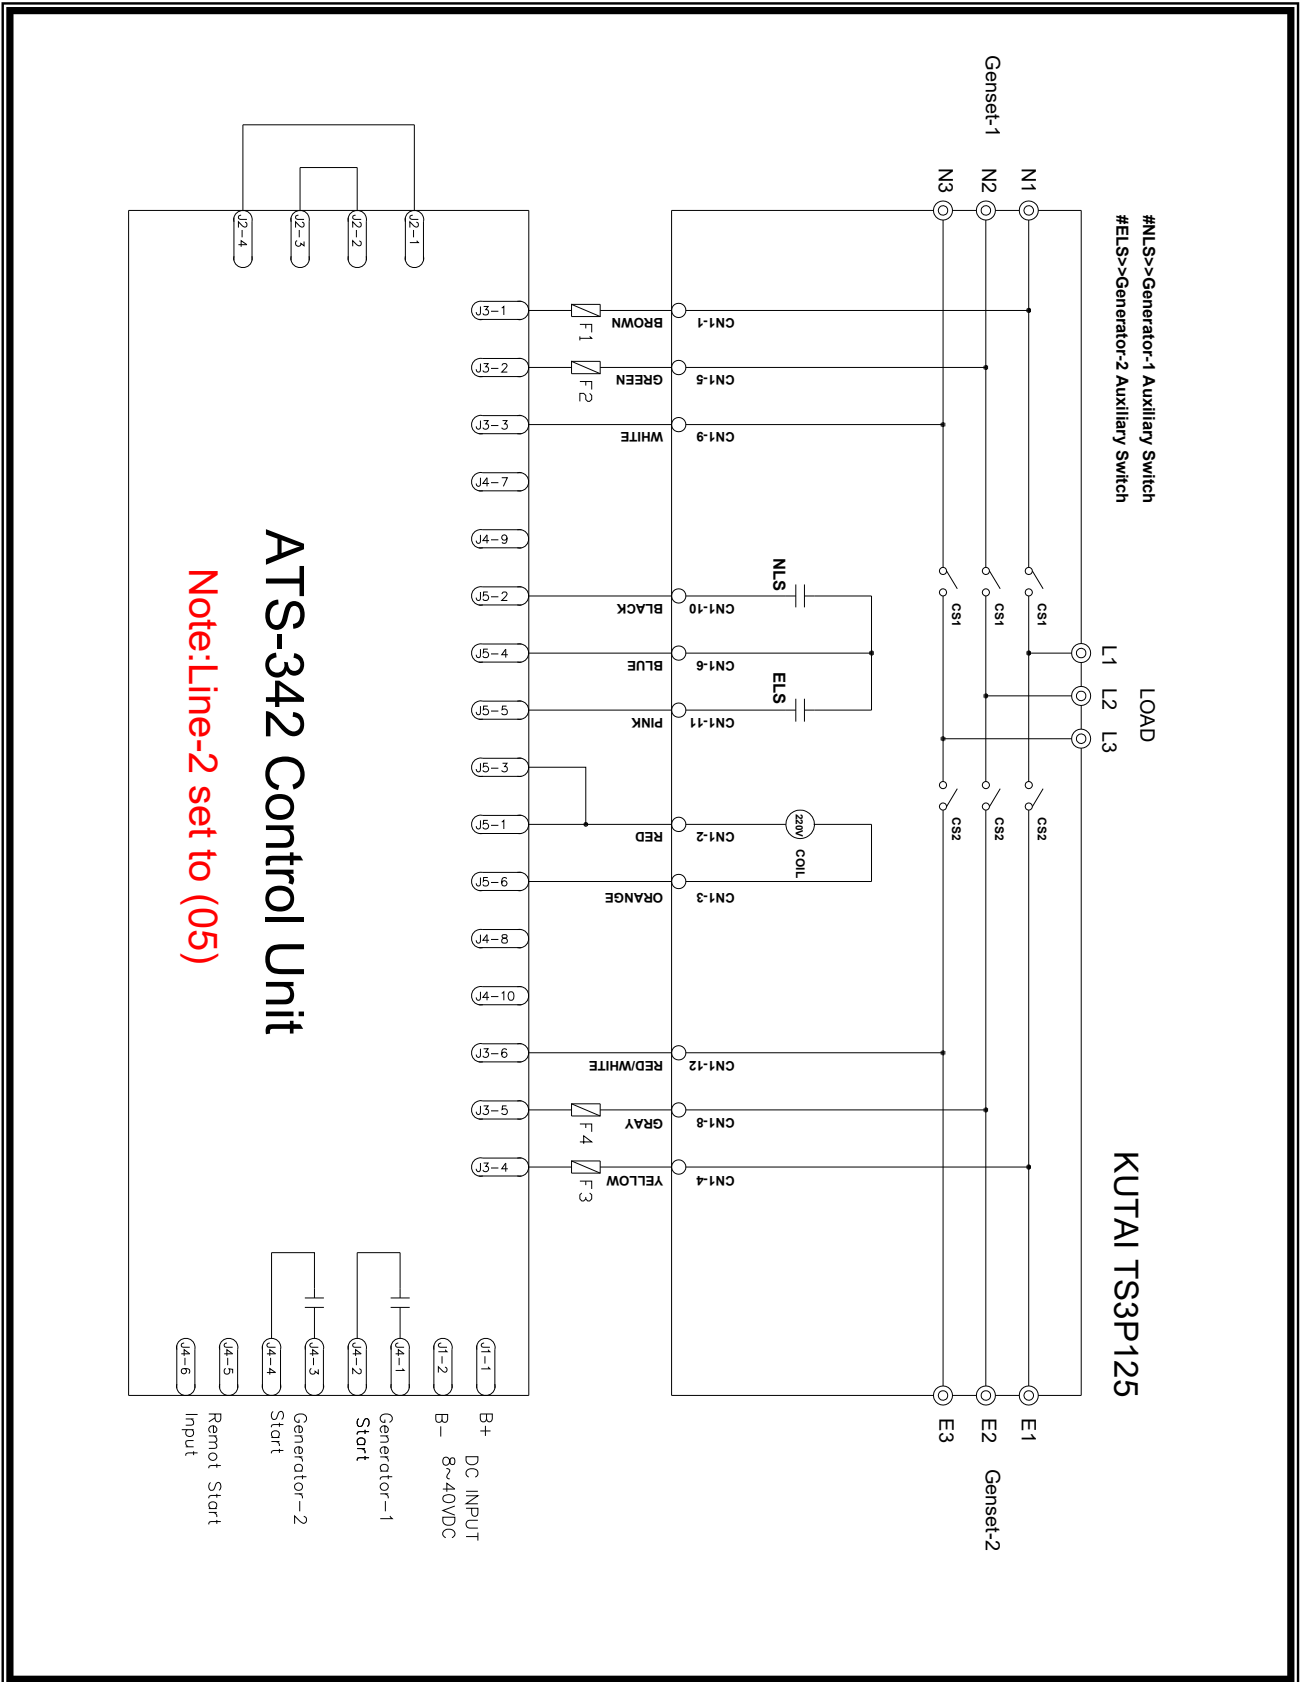 KUTAI TS3P125
#NLS>>Generator-1 Auxiliary Switch
#ELS>>Generator-2 Auxiliary Switch
LOAD
L1
L2
L3
Genset-1
N1
N2
N3
CS1
CS1
CS1
CS2
CS2
CS2
E1
E2
E3
Genset-2
NLS
ELS
220V
COIL
CN1-1
CN1-5
CN1-9
CN1-10
CN1-6
CN1-11
CN1-2
CN1-3
CN1-12
CN1-8
CN1-4
BROWN
GREEN
WHITE
BLACK
BLUE
PINK
RED
ORANGE
RED/WHITE
GRAY
YELLOW
F1
F2
F4
F3
J3-1
J3-2
J3-3
J4-7
J4-9
J5-2
J5-4
J5-5
J5-3
J5-1
J5-6
J4-8
J4-10
J3-6
J3-5
J3-4
J2-1
J2-2
J2-3
J2-4
ATS-342 Control Unit
Note:Line-2 set to (05)
J1-1
J1-2
J4-1
J4-2
J4-3
J4-4
J4-5
J4-6
B+ DC INPUT
B- 8~40VDC
Generator-1
Start
Generator-2
Start
Remot Start
Input